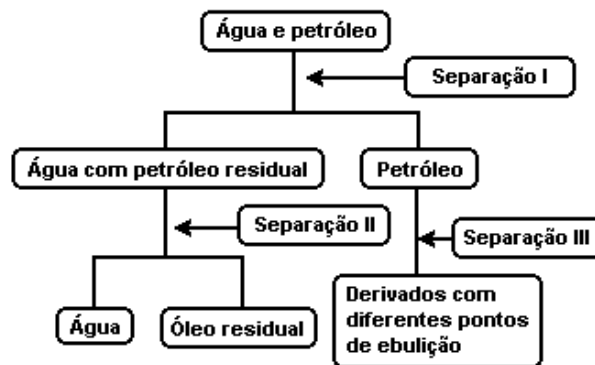 Água e petróleo
Separação I
Água com petróleo residual
Petróleo
Separação II
Separação III
Água
Óleo residual
Derivados com
diferentes pontos
de ebulição